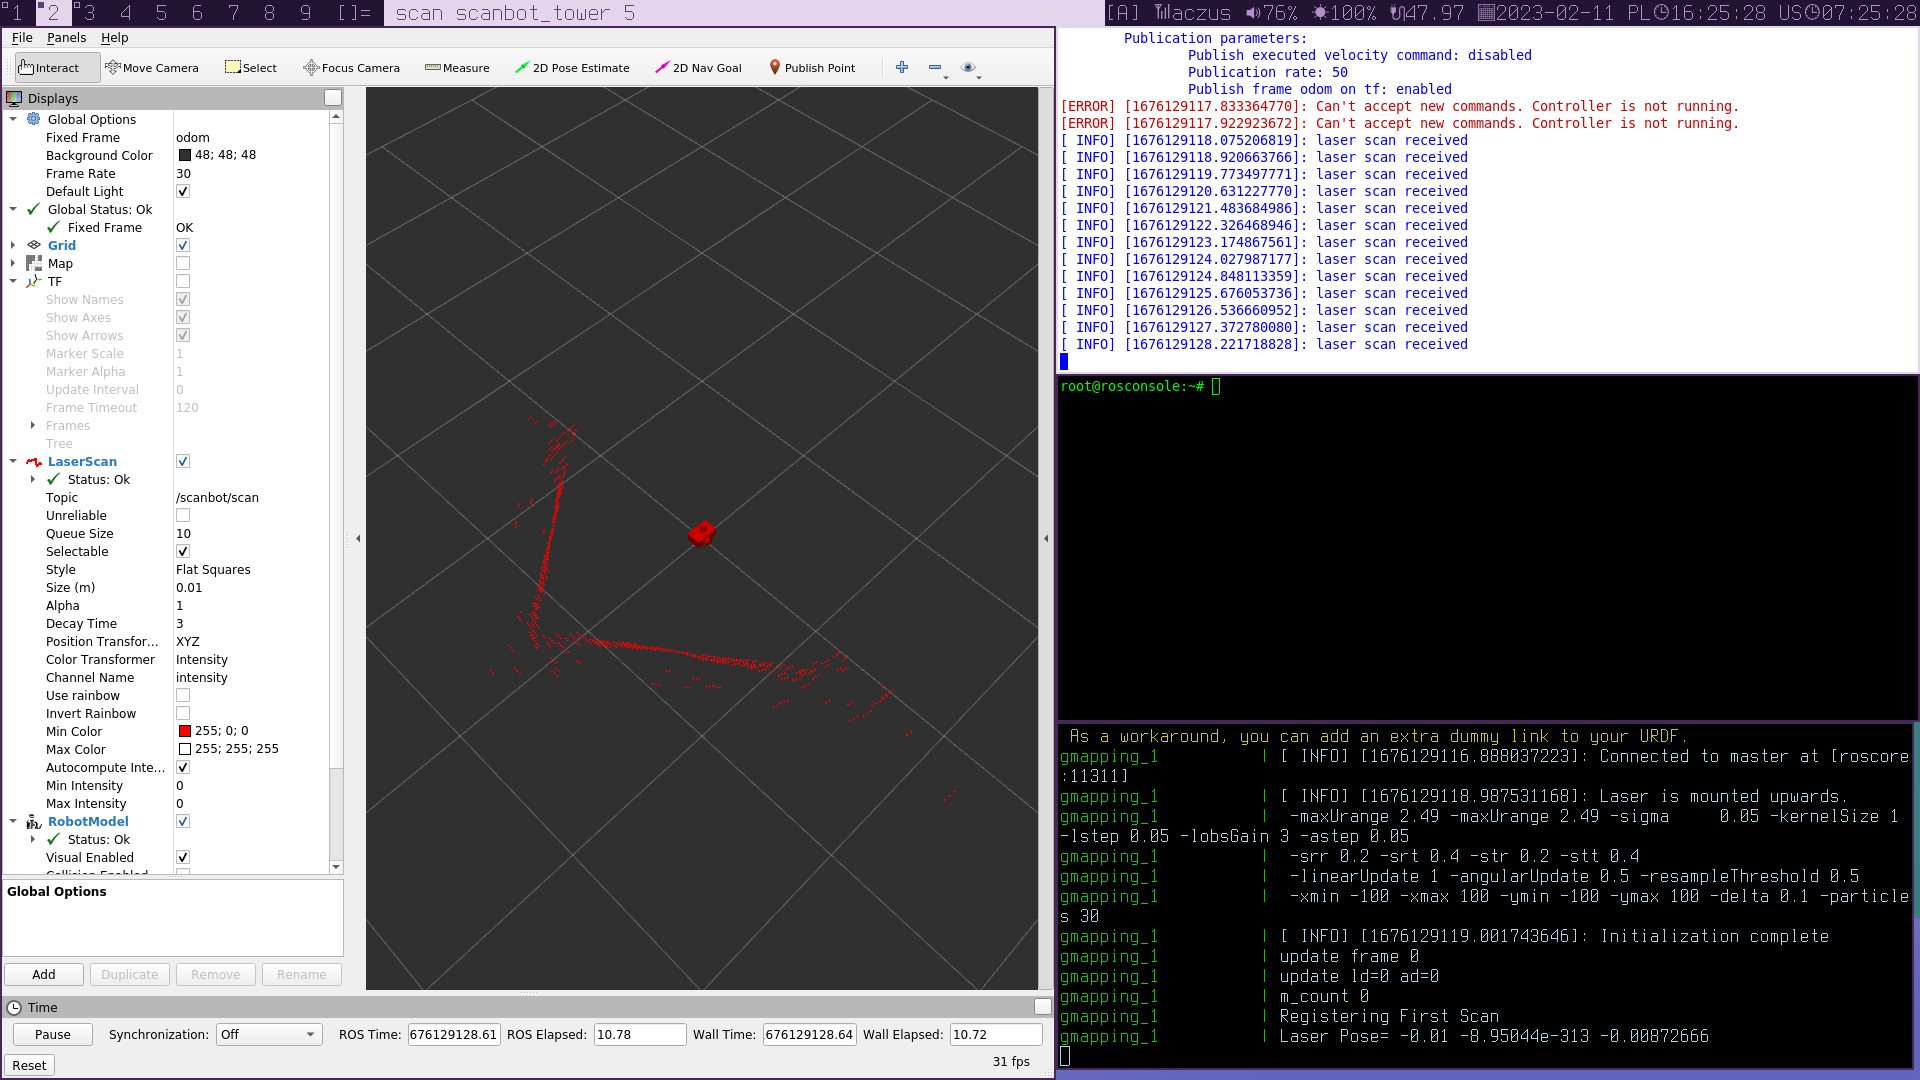 1 2 3 4 5 6 7 8 9 []= scan scanbot_tower 5 [A] aczus 76% 100% 47.97 2023-02-11 PL 16:25:28 US 07:25:28
File Panels Help
Interact Move Camera Select Focus Camera Measure 2D Pose Estimate 2D Nav Goal Publish Point
Displays
Global Options
Fixed Frame odom
Background Color 48; 48; 48
Frame Rate 30
Default Light
Global Status: Ok
Fixed Frame OK
Grid
Map
TF
Show Names
Show Axes
Show Arrows
Marker Scale 1
Marker Alpha 1
Update Interval 0
Frame Timeout 120
Frames
Tree
LaserScan
Status: Ok
Topic /scanbot/scan
Unreliable
Queue Size 10
Selectable
Style Flat Squares
Size (m) 0.01
Alpha 1
Decay Time 3
Position Transfor... XYZ
Color Transformer Intensity
Channel Name intensity
Use rainbow
Invert Rainbow
Min Color 255; 0; 0
Max Color 255; 255; 255
Autocompute Inte...
Min Intensity 0
Max Intensity 0
RobotModel
Status: Ok
Visual Enabled
Collision Enabled
Global Options
Add Duplicate Remove Rename
Time
Pause Synchronization: Off ROS Time: 676129128.61 ROS Elapsed: 10.78 Wall Time: .676129128.64 Wall Elapsed: 10.72
Reset 31 fps
Publication parameters:
Publish executed velocity command: disabled
Publication rate: 50
Publish frame odom on tf: enabled
[ERROR] [1676129117.833364770]: Can't accept new commands. Controller is not running.
[ERROR] [1676129117.922923672]: Can't accept new commands. Controller is not running.
[ INFO] [1676129118.075206819]: laser scan received
[ INFO] [1676129118.920663766]: laser scan received
[ INFO] [1676129119.773497771]: laser scan received
[ INFO] [1676129120.631227770]: laser scan received
[ INFO] [1676129121.483684986]: laser scan received
[ INFO] [1676129122.326468946]: laser scan received
[ INFO] [1676129123.174867561]: laser scan received
[ INFO] [1676129124.027987177]: laser scan received
[ INFO] [1676129124.848113359]: laser scan received
[ INFO] [1676129125.676053736]: laser scan received
[ INFO] [1676129126.536660952]: laser scan received
[ INFO] [1676129127.372780080]: laser scan received
[ INFO] [1676129128.221718828]: laser scan received
root@rosconsole:~#
As a workaround, you can add an extra dummy link to your URDF.
gmapping_1 | [ INFO] [1676129116.888037223]: Connected to master at [roscore
:11311]
gmapping_1 | [ INFO] [1676129118.987531168]: Laser is mounted upwards.
gmapping_1 | -maxUrange 2.49 -maxUrange 2.49 -sigma 0.05 -kernelSize 1
-lstep 0.05 -lobsGain 3 -astep 0.05
gmapping_1 | -srr 0.2 -srt 0.4 -str 0.2 -stt 0.4
gmapping_1 | -linearUpdate 1 -angularUpdate 0.5 -resampleThreshold 0.5
gmapping_1 | -xmin -100 -xmax 100 -ymin -100 -ymax 100 -delta 0.1 -particle
s 30
gmapping_1 | [ INFO] [1676129119.001743646]: Initialization complete
gmapping_1 | update frame 0
gmapping_1 | update ld=0 ad=0
gmapping_1 | m_count 0
gmapping_1 | Registering First Scan
gmapping_1 | Laser Pose= -0.01 -8.95044e-313 -0.00872666